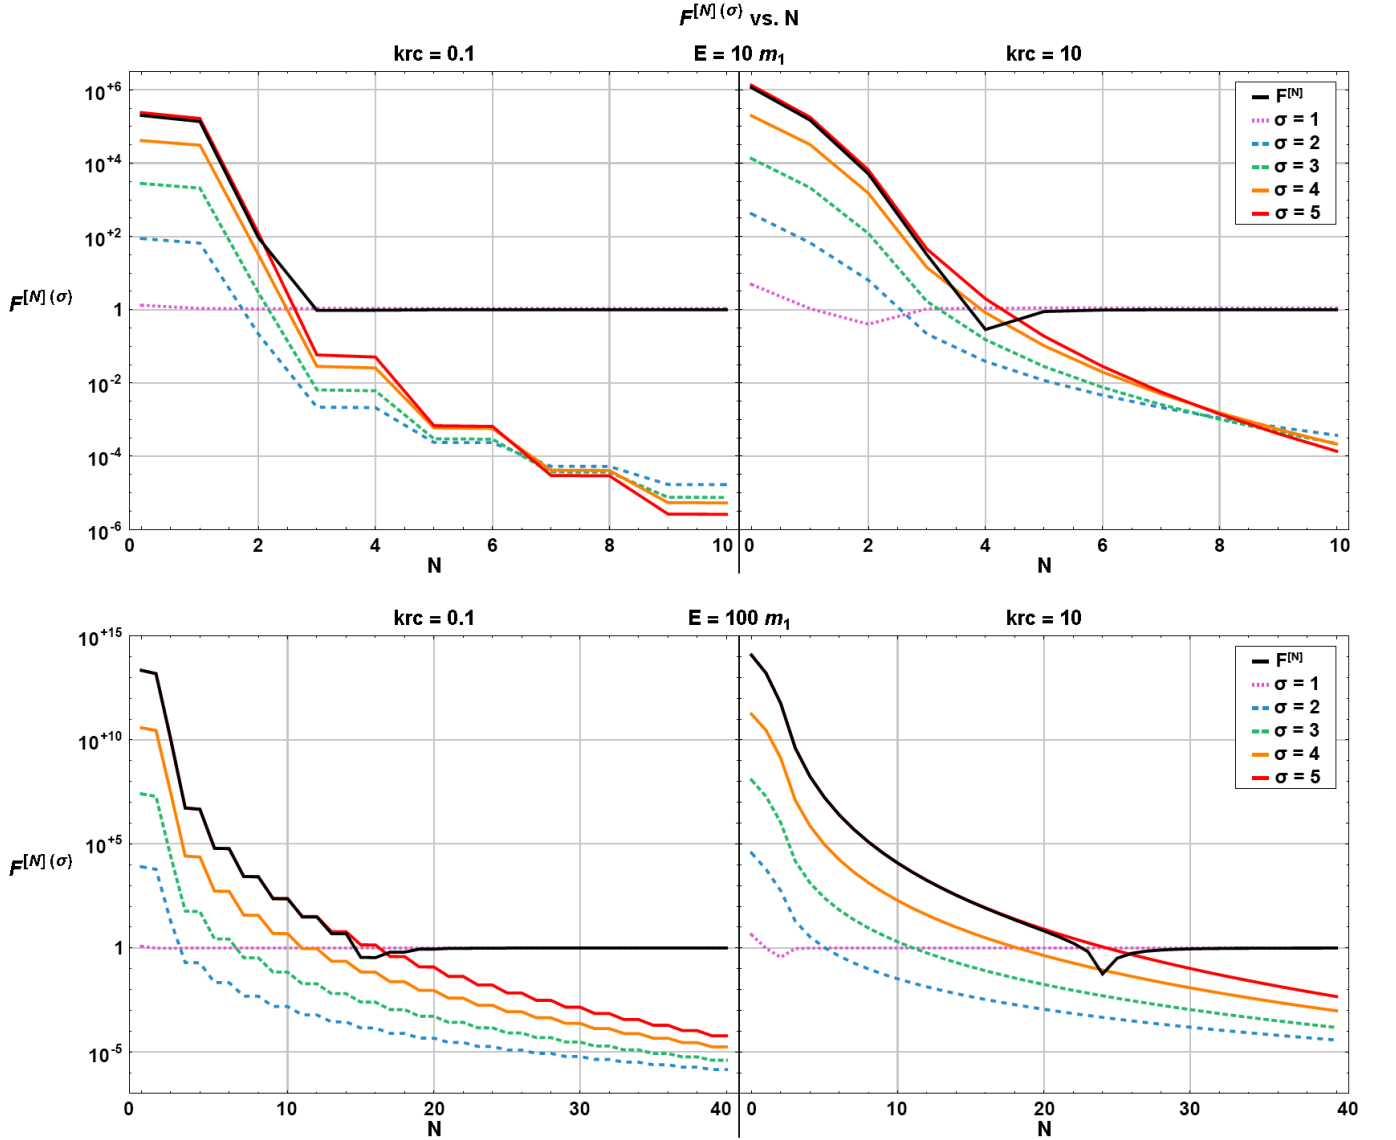 F^[N] (σ) vs. N
krc = 0.1
E = 10 m₁
krc = 10
10^+6
10^+4
10^+2
1
10^-2
10^-4
10^-6
F^[N] (σ)
F^[N]
σ = 1
σ = 2
σ = 3
σ = 4
σ = 5
0 2 4 6 8 10
0 2 4 6 8 10
N
N
krc = 0.1
E = 100 m₁
krc = 10
10^+15
10^+10
10^+5
1
10^-5
F^[N] (σ)
F^[N]
σ = 1
σ = 2
σ = 3
σ = 4
σ = 5
0 10 20 30 40
0 10 20 30 40
N
N